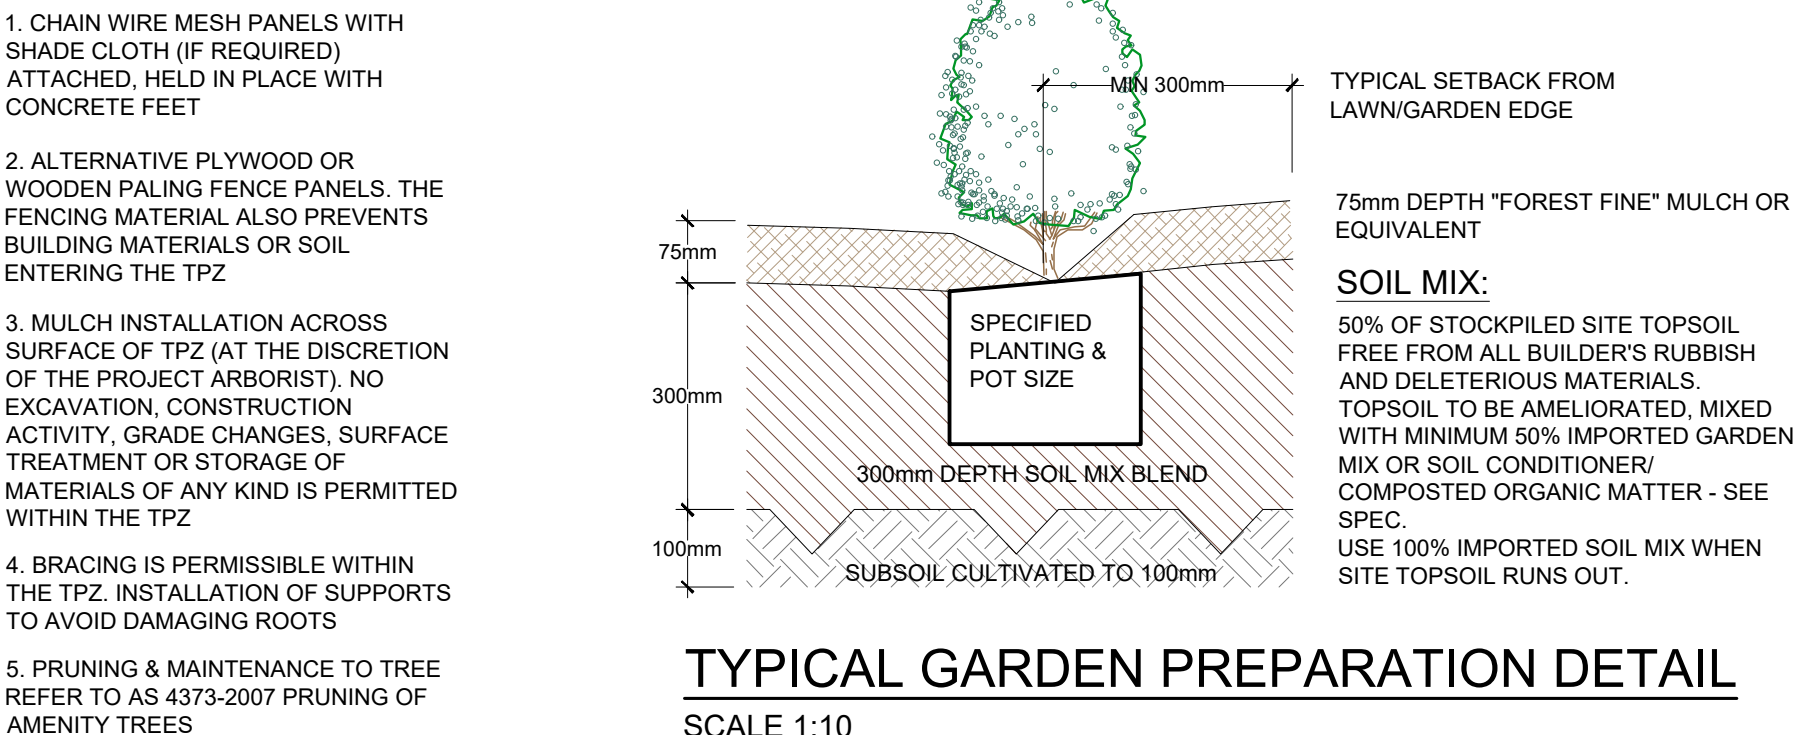 1. CHAIN WIRE MESH PANELS WITH
SHADE CLOTH (IF REQUIRED)
ATTACHED, HELD IN PLACE WITH
CONCRETE FEET
2. ALTERNATIVE PLYWOOD OR
WOODEN PALING FENCE PANELS. THE
FENCING MATERIAL ALSO PREVENTS
BUILDING MATERIALS OR SOIL
ENTERING THE TPZ
3. MULCH INSTALLATION ACROSS
SURFACE OF TPZ (AT THE DISCRETION
OF THE PROJECT ARBORIST). NO
EXCAVATION, CONSTRUCTION
ACTIVITY, GRADE CHANGES, SURFACE
TREATMENT OR STORAGE OF
MATERIALS OF ANY KIND IS PERMITTED
WITHIN THE TPZ
4. BRACING IS PERMISSIBLE WITHIN
THE TPZ. INSTALLATION OF SUPPORTS
TO AVOID DAMAGING ROOTS
5. PRUNING & MAINTENANCE TO TREE
REFER TO AS 4373-2007 PRUNING OF
AMENITY TREES
MIN 300mm
TYPICAL SETBACK FROM
LAWN/GARDEN EDGE
75mm
300mm
100mm
SPECIFIED
PLANTING &
POT SIZE
300mm DEPTH SOIL MIX BLEND
SUBSOIL CULTIVATED TO 100mm
75mm DEPTH "FOREST FINE" MULCH OR
EQUIVALENT
SOIL MIX:
50% OF STOCKPILED SITE TOPSOIL
FREE FROM ALL BUILDER'S RUBBISH
AND DELETERIOUS MATERIALS.
TOPSOIL TO BE AMELIORATED, MIXED
WITH MINIMUM 50% IMPORTED GARDEN
MIX OR SOIL CONDITIONER/
COMPOSTED ORGANIC MATTER - SEE
SPEC.
USE 100% IMPORTED SOIL MIX WHEN
SITE TOPSOIL RUNS OUT.
TYPICAL GARDEN PREPARATION DETAIL
SCALE 1:10